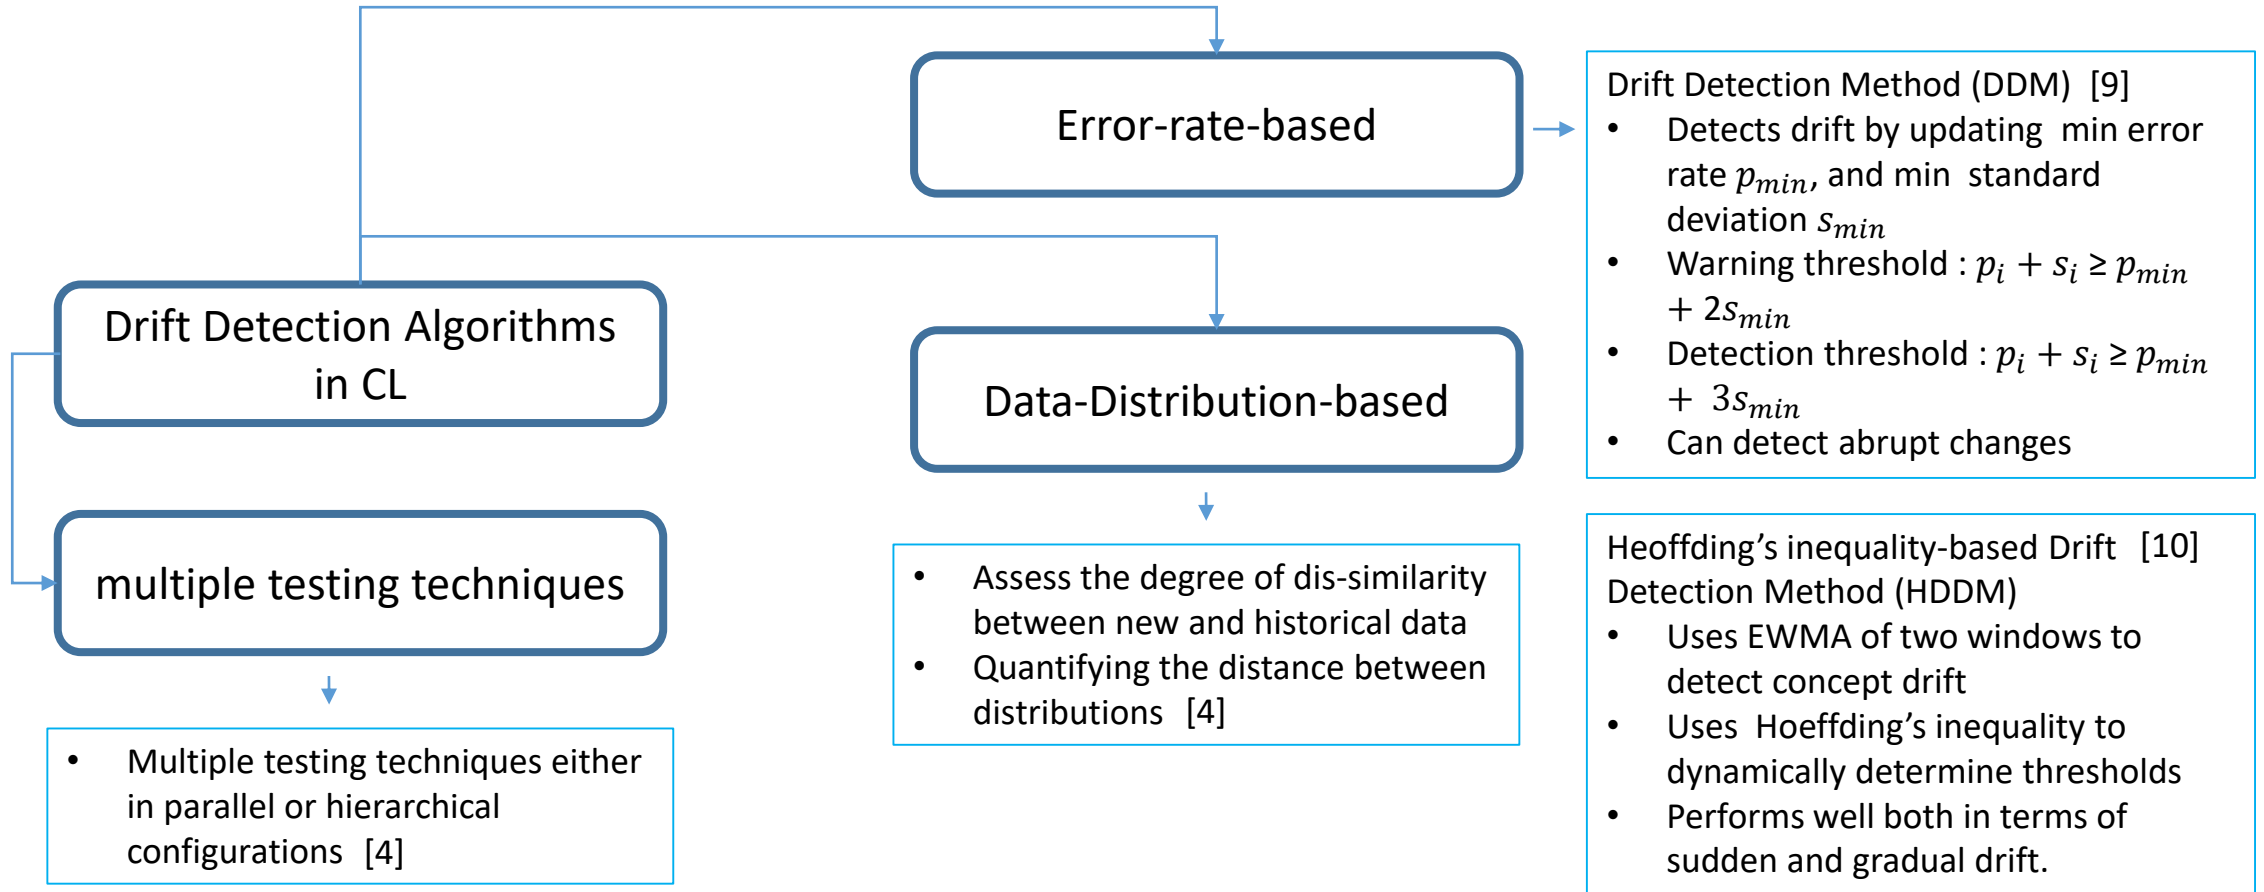 Error-rate-based
Drift Detection Method (DDM) [9]
• Detects drift by updating min error
rate p_min, and min standard
deviation s_min
• Warning threshold : p_i + s_i ≥ p_min
+ 2s_min
• Detection threshold : p_i + s_i ≥ p_min
+ 3s_min
• Can detect abrupt changes
Drift Detection Algorithms
in CL
Data-Distribution-based
multiple testing techniques
• Assess the degree of dis-similarity
between new and historical data
• Quantifying the distance between
distributions [4]
Heoffding’s inequality-based Drift [10]
Detection Method (HDDM)
• Uses EWMA of two windows to
detect concept drift
• Uses Hoeffding’s inequality to
dynamically determine thresholds
• Performs well both in terms of
sudden and gradual drift.
• Multiple testing techniques either
in parallel or hierarchical
configurations [4]